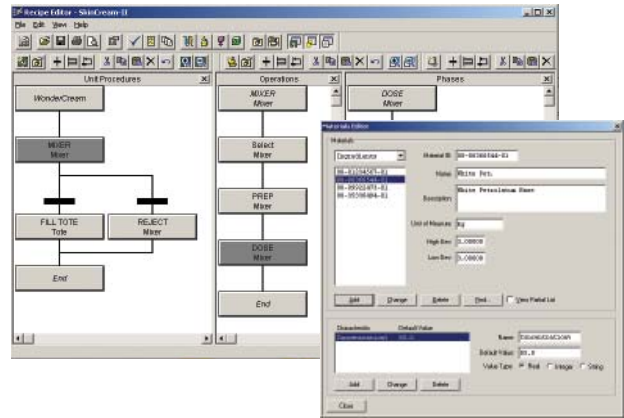 Recipe Editor - SkinCream-II
File Edit View Help
Unit Procedures
WonderCream
MIXER
Mixer
FILL TOTE
Tote
REJECT
Mixer
End
Operations
MIXER
Mixer
Select
Mixer
PREP
Mixer
DOSE
Mixer
End
Phases
DOSE
Mixer
Materials Editor
Materials
Ingredients
Material ID
Name
White Pet.
Description
White Petroleum Base
Unit of Measure
Kg
High Dev
Low Dev
Add Change Delete Find... View Partial List
Characteristic Default Value
Name
Default Value
Value Type Real Integer String
Add Change Delete
Close